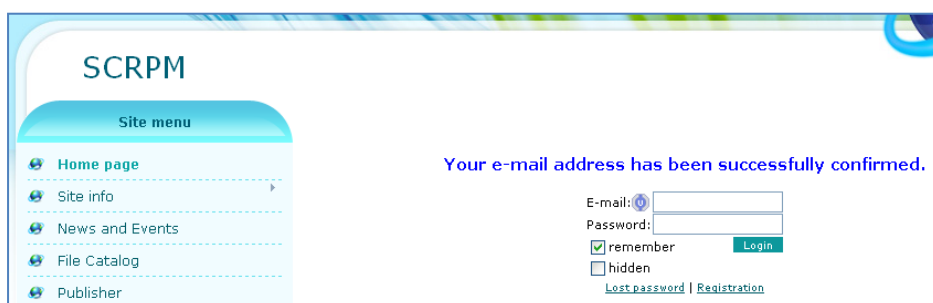 SCRPM
Site menu
Home page
Site info
News and Events
File Catalog
Publisher
Your e-mail address has been successfully confirmed.
E-mail:
Password:
remember Login
hidden
Lost password | Registration